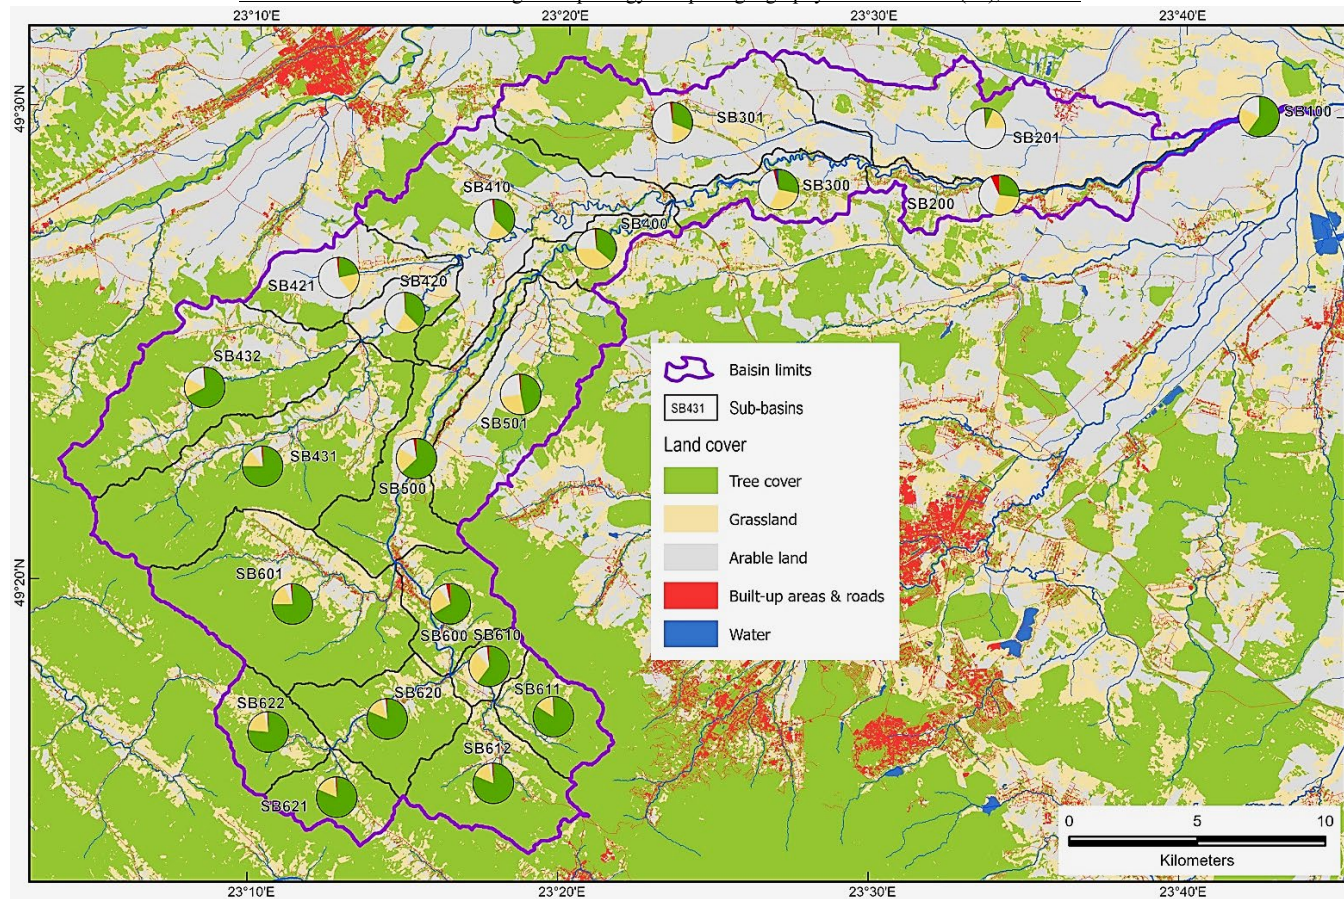 23°10'E 23°20'E 23°30'E 23°40'E
49°30'N
SB301
SB201
SB100
SB410
SB300
SB200
SB400
SB421
SB420
SB432
SB501
SB431
SB500
Baisin limits
SB431 Sub-basins
Land cover
Tree cover
Grassland
Arable land
Built-up areas & roads
Water
49°20'N
SB601
SB600 SB610
SB611
SB620
SB622
SB612
SB621
0 5 10
Kilometers
23°10'E 23°20'E 23°30'E 23°40'E